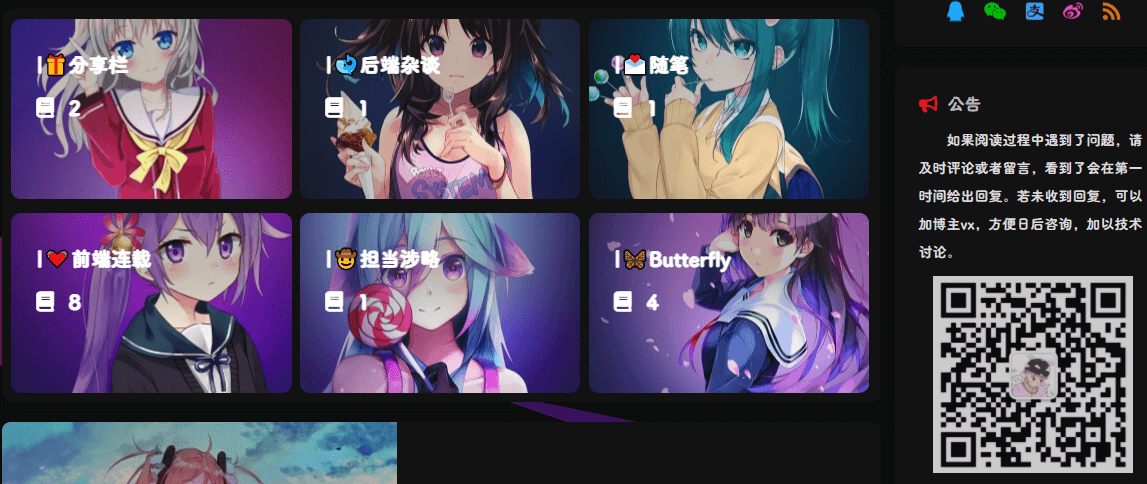 |🎁分享栏
2
|🐦后端杂谈
1
|💌随笔
1
|💓前端连载
8
|🤠担当涉略
1
|🦋Butterfly
4
公告
如果阅读过程中遇到了问题，请
及时评论或者留言，看到了会在第一
时间给出回复。若未收到回复，可以
加博主vx，方便日后咨询，加以技术
讨论。
支